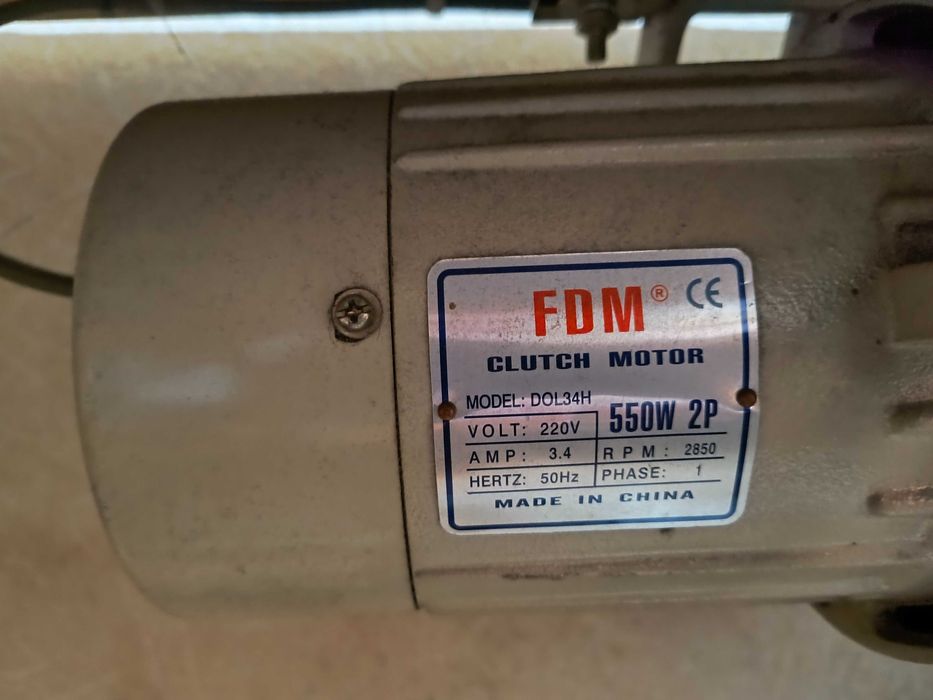 FDM® CE
CLUTCH MOTOR
MODEL: DOL34H
550W 2P
VOLT: 220V
AMP: 3.4 RPM: 2850
HERTZ: 50Hz PHASE: 1
MADE IN CHINA